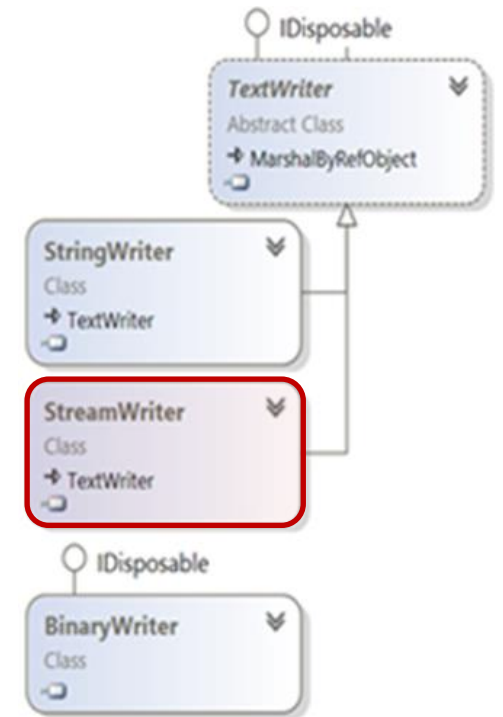 IDisposable
TextWriter
Abstract Class
MarshalByRefObject
StringWriter
Class
TextWriter
StreamWriter
Class
TextWriter
IDisposable
BinaryWriter
Class